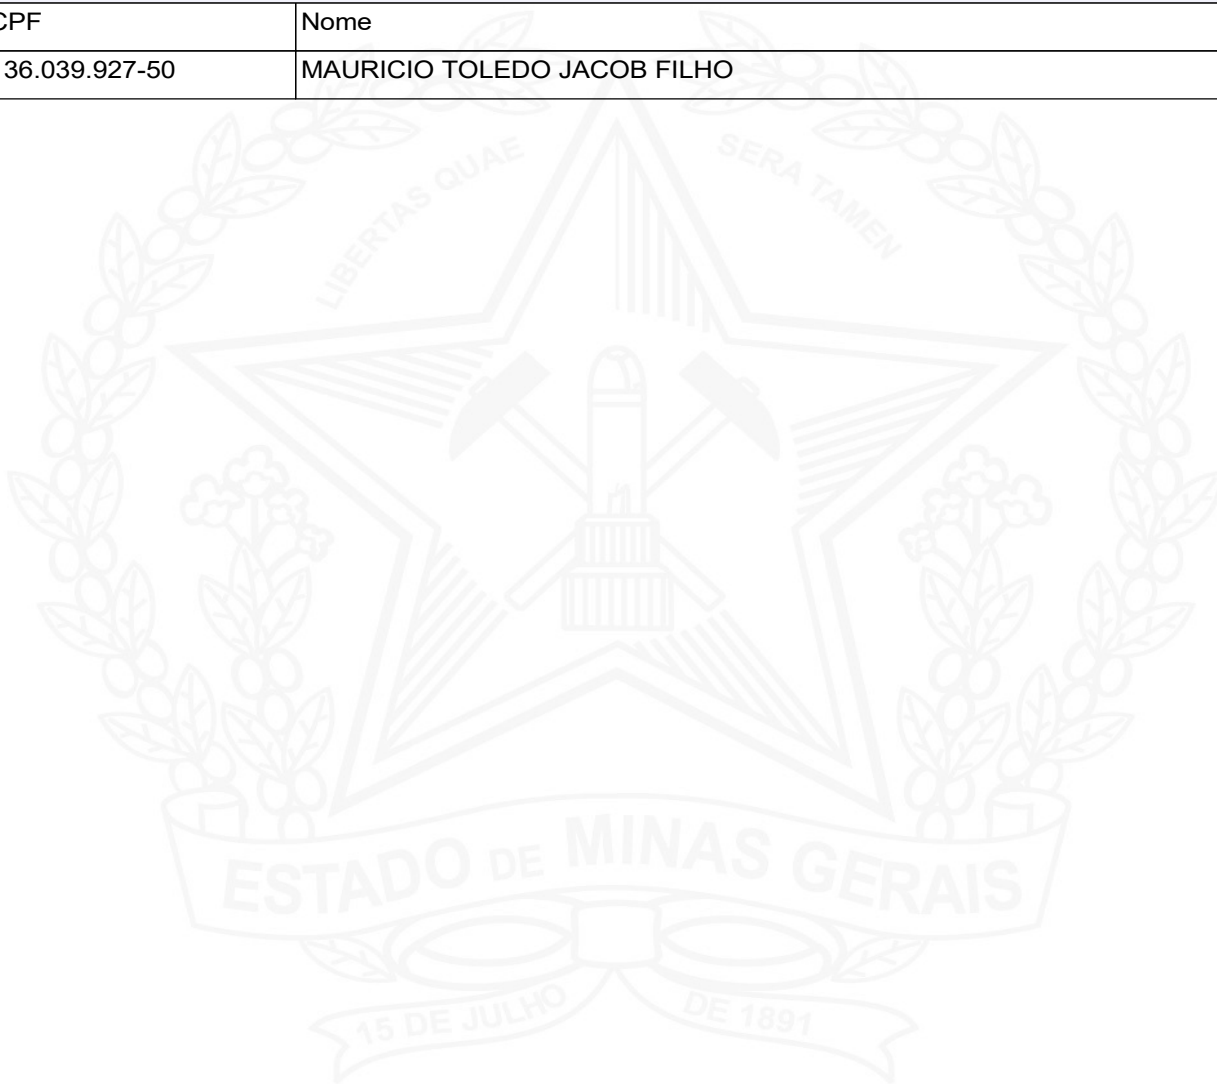 CPF Nome
36.039.927-50 MAURICIO TOLEDO JACOB FILHO
LIBERTAS QUAE SERA TAMEN
ESTADO DE MINAS GERAIS
15 DE JULHO DE 1891